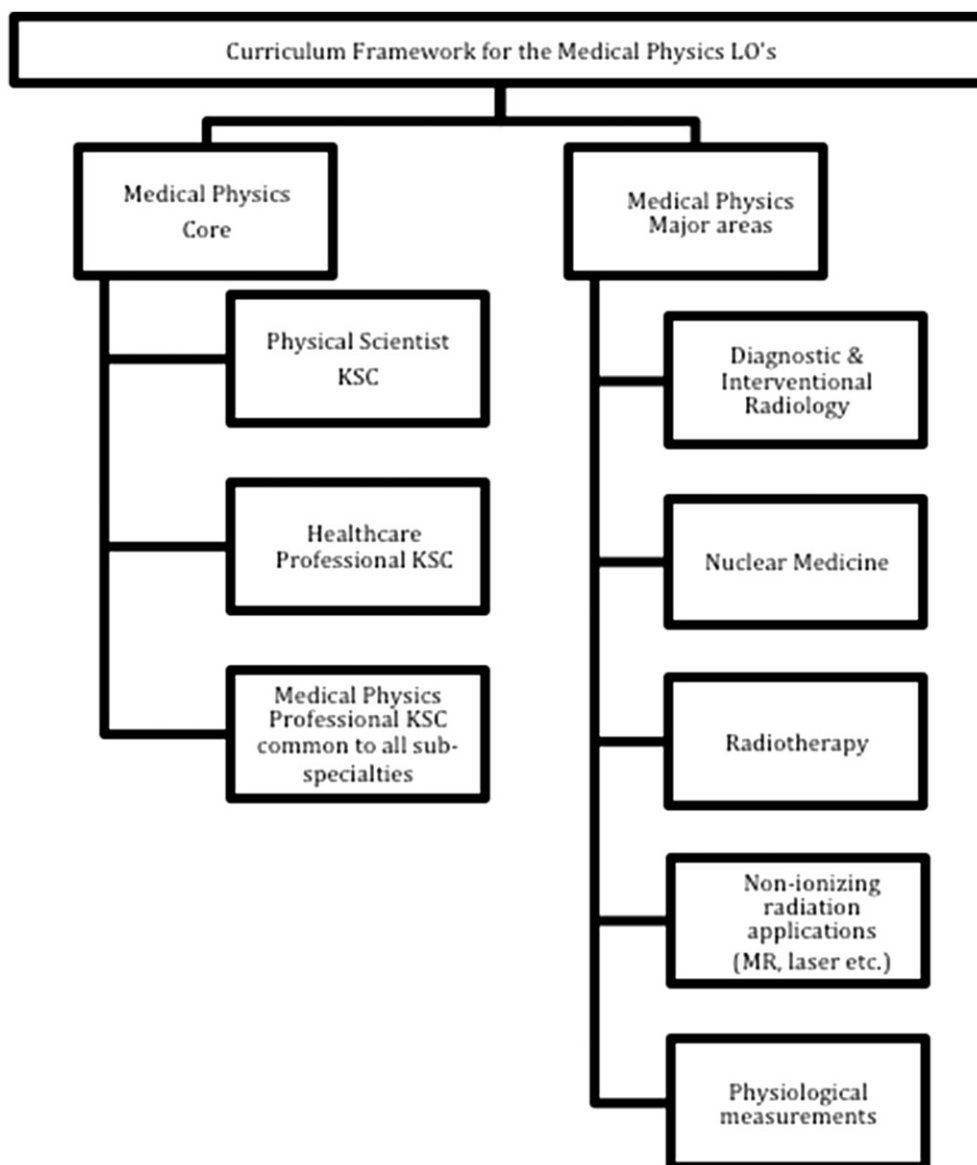 Curriculum Framework for the Medical Physics LO's
Medical Physics
Core
Physical Scientist
KSC
Healthcare
Professional KSC
Medical Physics
Professional KSC
common to all sub-
specialties
Medical Physics
Major areas
Diagnostic &
Interventional
Radiology
Nuclear Medicine
Radiotherapy
Non-ionizing
radiation
applications
(MR, laser etc.)
Physiological
measurements